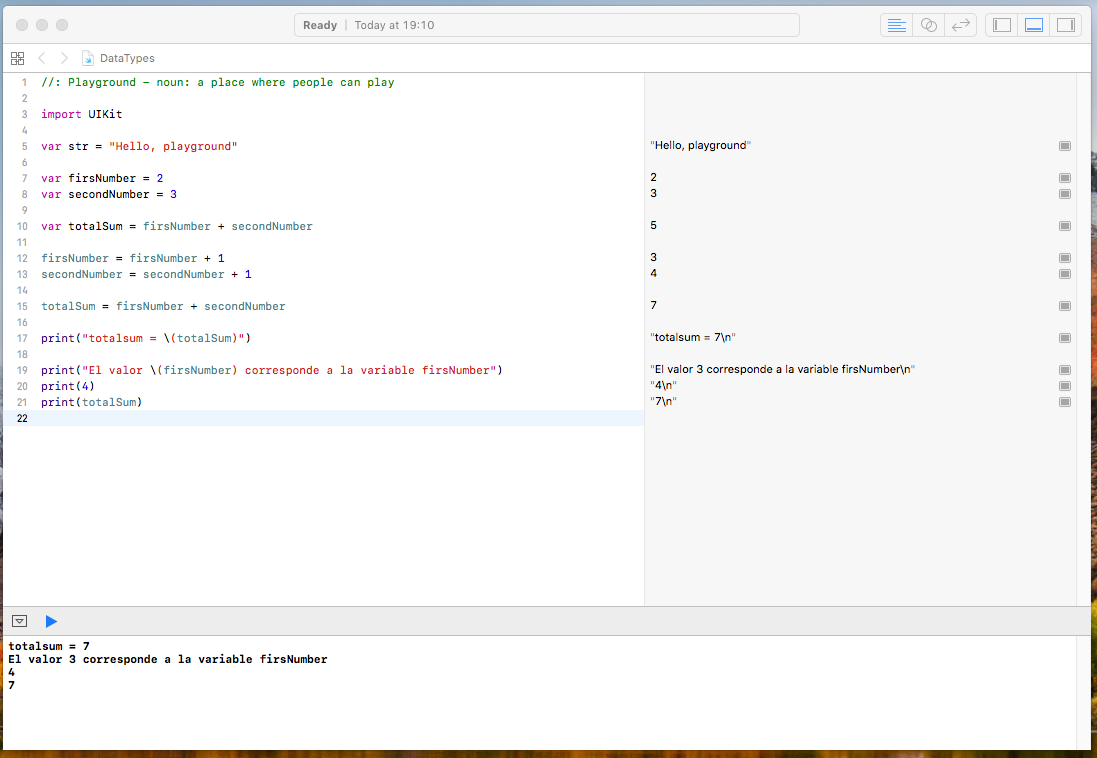 Ready | Today at 19:10
DataTypes
1 //: Playground - noun: a place where people can play
2
3 import UIKit
4
5 var str = "Hello, playground" "Hello, playground"
6
7 var firsNumber = 2 2
8 var secondNumber = 3 3
9
10 var totalSum = firsNumber + secondNumber 5
11
12 firsNumber = firsNumber + 1 3
13 secondNumber = secondNumber + 1 4
14
15 totalSum = firsNumber + secondNumber 7
16
17 print("totalsum = \(totalSum)") "totalsum = 7\n"
18
19 print("El valor \(firsNumber) corresponde a la variable firsNumber") "El valor 3 corresponde a la variable firsNumber\n"
20 print(4) "4\n"
21 print(totalSum) "7\n"
22
totalsum = 7
El valor 3 corresponde a la variable firsNumber
4
7